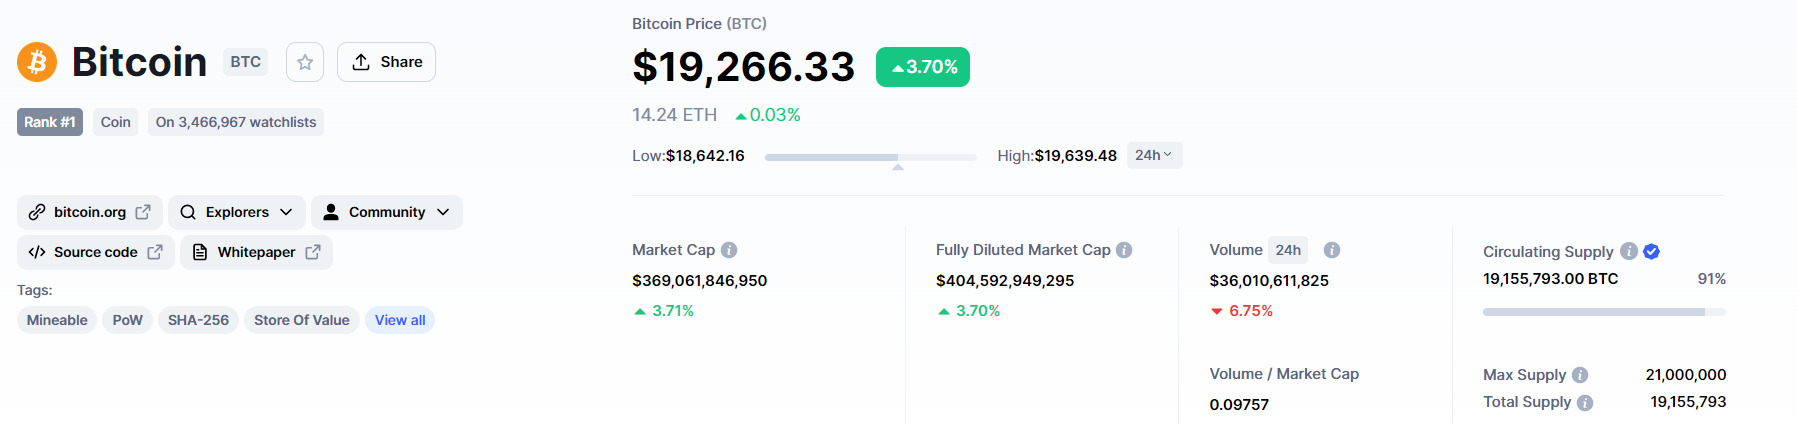 Bitcoin
BTC
Share
Rank #1
Coin
On 3,466,967 watchlists
bitcoin.org
Explorers
Community
Source code
Whitepaper
Tags:
Mineable
PoW
SHA-256
Store Of Value
View all
Bitcoin Price (BTC)
$19,266.33
3.70%
14.24 ETH
0.03%
Low:$18,642.16
High:$19,639.48
24h
Market Cap
$369,061,846,950
3.71%
Fully Diluted Market Cap
$404,592,949,295
3.70%
Volume 24h
$36,010,611,825
6.75%
Volume / Market Cap
0.09757
Circulating Supply
19,155,793.00 BTC
91%
Max Supply
21,000,000
Total Supply
19,155,793